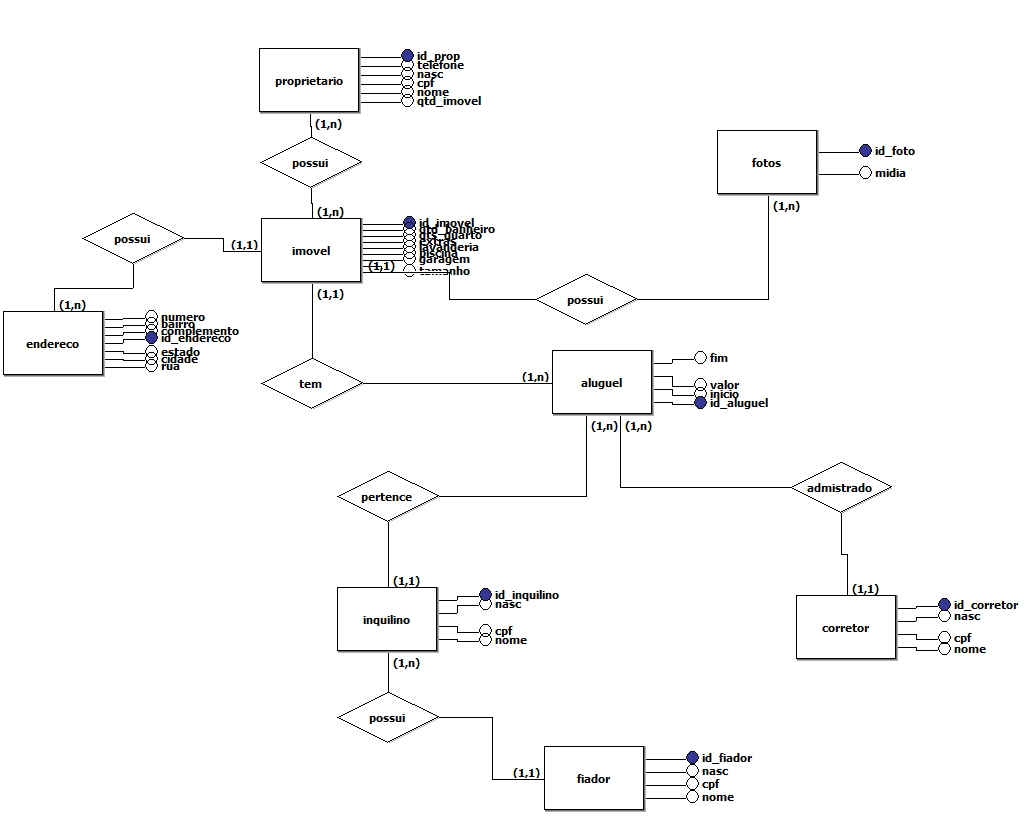 proprietario
id_prop
telefone
nasc
cpf
nome
qtd_imovel
(1,n)
possui
(1,n)
fotos
id_foto
midia
(1,n)
possui
(1,1)
imovel
id_imovel
qtd_banheiro
qts_quarto
extras
lavanderia
piscina
garagem
(1,1)
tamanho
(1,1)
possui
(1,n)
endereco
numero
bairro
complemento
id_endereco
estado
cidade
rua
tem
(1,n)
aluguel
fim
valor
inicio
id_aluguel
(1,n)
(1,n)
pertence
admistrado
(1,1)
inquilino
id_inquilino
nasc
cpf
nome
(1,1)
corretor
id_corretor
nasc
cpf
nome
(1,n)
possui
(1,1)
fiador
id_fiador
nasc
cpf
nome